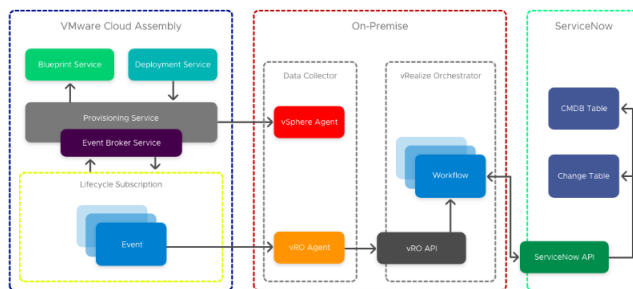 VMware Cloud Assembly
Blueprint Service
Deployment Service
Provisioning Service
Event Broker Service
Lifecycle Subscription
Event
On-Premise
Data Collector
vSphere Agent
vRO Agent
vRealize Orchestrator
Workflow
vRO API
ServiceNow
CMDB Table
Change Table
ServiceNow API